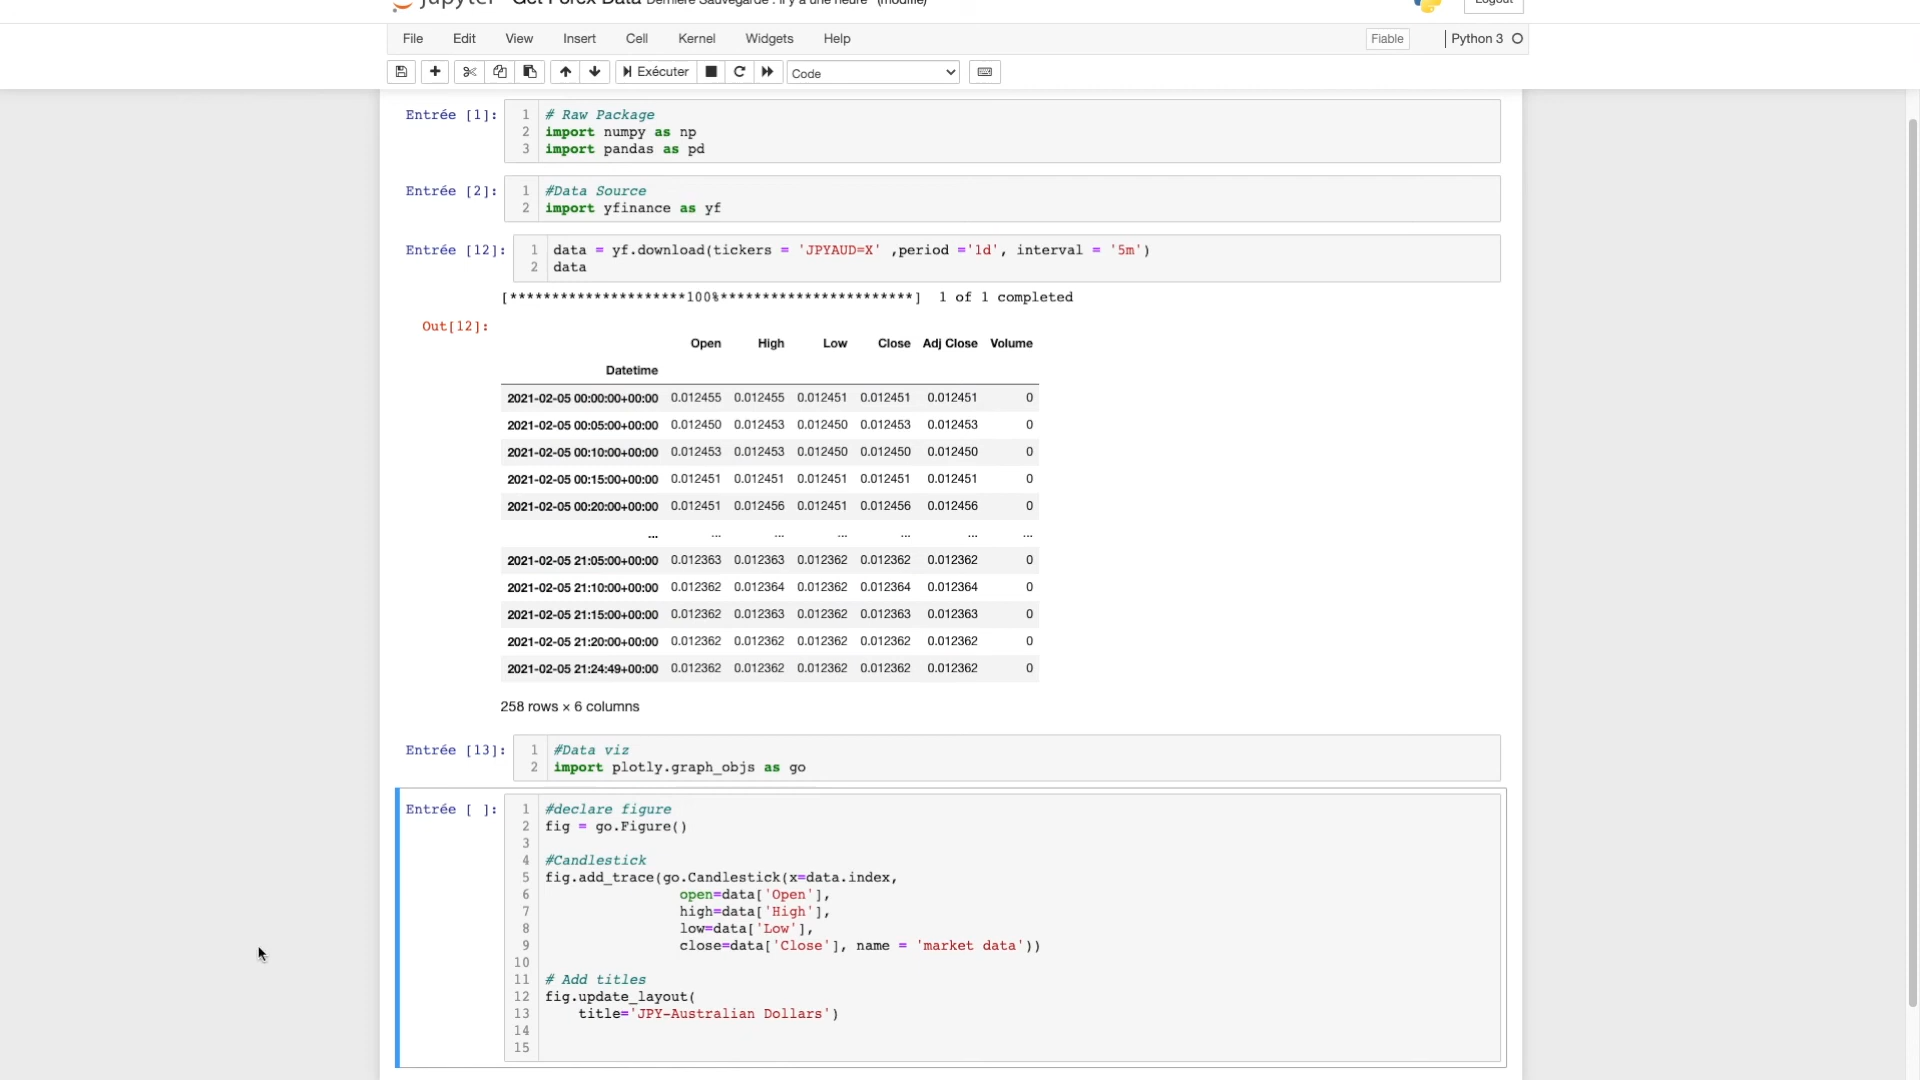 jupyter Get Forex Data Dernière Sauvegarde : il y a une heure (modifié) Logout
File Edit View Insert Cell Kernel Widgets Help Fiable Python 3
Exécuter Code
Entrée [1]: 1 # Raw Package
2 import numpy as np
3 import pandas as pd
Entrée [2]: 1 #Data Source
2 import yfinance as yf
Entrée [12]: 1 data = yf.download(tickers = 'JPYAUD=X' ,period ='1d', interval = '5m')
2 data
[*********************100%***********************] 1 of 1 completed
Out[12]:
Open High Low Close Adj Close Volume
Datetime
2021-02-05 00:00:00+00:00 0.012455 0.012455 0.012451 0.012451 0.012451 0
2021-02-05 00:05:00+00:00 0.012450 0.012453 0.012450 0.012453 0.012453 0
2021-02-05 00:10:00+00:00 0.012453 0.012453 0.012450 0.012450 0.012450 0
2021-02-05 00:15:00+00:00 0.012451 0.012451 0.012451 0.012451 0.012451 0
2021-02-05 00:20:00+00:00 0.012451 0.012456 0.012451 0.012456 0.012456 0
... ... ... ... ... ... ...
2021-02-05 21:05:00+00:00 0.012363 0.012363 0.012362 0.012362 0.012362 0
2021-02-05 21:10:00+00:00 0.012362 0.012364 0.012362 0.012364 0.012364 0
2021-02-05 21:15:00+00:00 0.012362 0.012363 0.012362 0.012363 0.012363 0
2021-02-05 21:20:00+00:00 0.012362 0.012362 0.012362 0.012362 0.012362 0
2021-02-05 21:24:49+00:00 0.012362 0.012362 0.012362 0.012362 0.012362 0
258 rows × 6 columns
Entrée [13]: 1 #Data viz
2 import plotly.graph_objs as go
Entrée [ ]: 1 #declare figure
2 fig = go.Figure()
3
4 #Candlestick
5 fig.add_trace(go.Candlestick(x=data.index,
6 open=data['Open'],
7 high=data['High'],
8 low=data['Low'],
9 close=data['Close'], name = 'market data'))
10
11 # Add titles
12 fig.update_layout(
13 title='JPY-Australian Dollars')
14
15